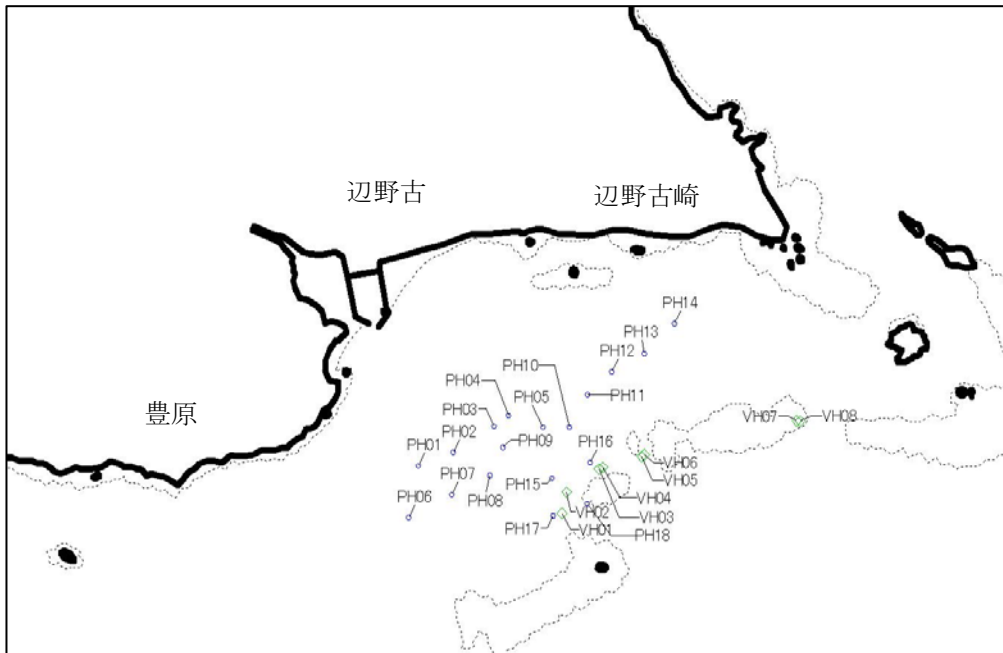 辺野古
辺野古崎
豊原
PH14
PH13
PH12
PH10
PH04
PH05
PH11
PH03
VH07
VH08
PH02
PH09
PH01
PH16
VH06
PH07
PH15
VH05
PH08
VH04
PH06
VH02
VH03
PH17
VH01
PH18